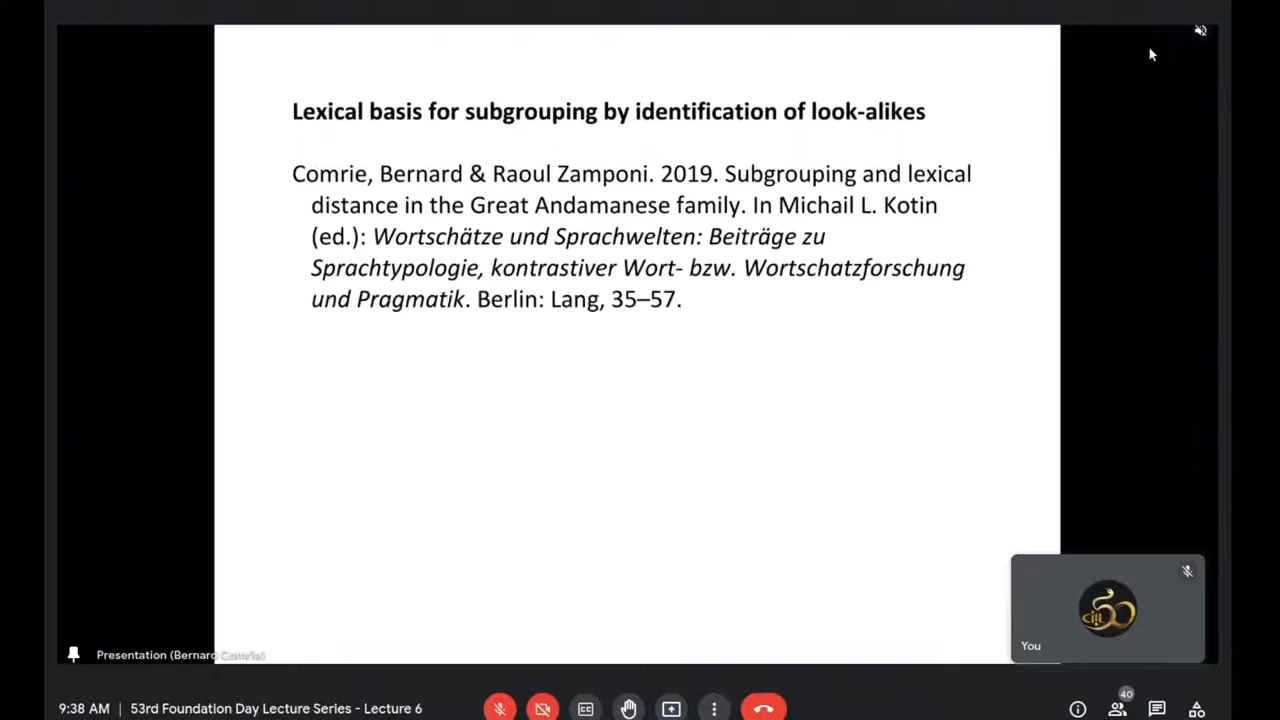 Lexical basis for subgrouping by identification of look-alikes
Comrie, Bernard & Raoul Zamponi. 2019. Subgrouping and lexical
distance in the Great Andamanese family. In Michail L. Kotin
(ed.): Wortschätze und Sprachwelten: Beiträge zu
Sprachtypologie, kontrastiver Wort- bzw. Wortschatzforschung
und Pragmatik. Berlin: Lang, 35–57.
You
Presentation (Bernard Comrie)
40
9:38 AM | 53rd Foundation Day Lecture Series - Lecture 6